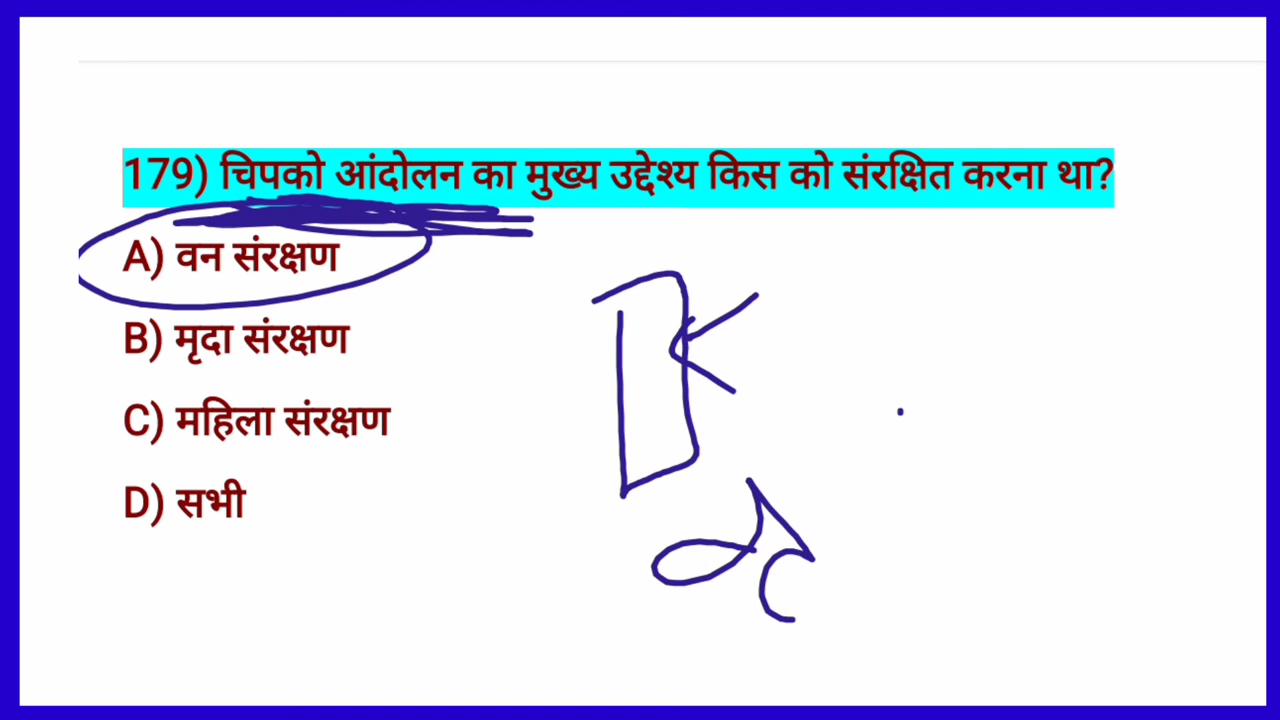 179) चिपको आंदोलन का मुख्य उद्देश्य किस को संरक्षित करना था?
A) वन संरक्षण
B) मृदा संरक्षण
C) महिला संरक्षण
D) सभी